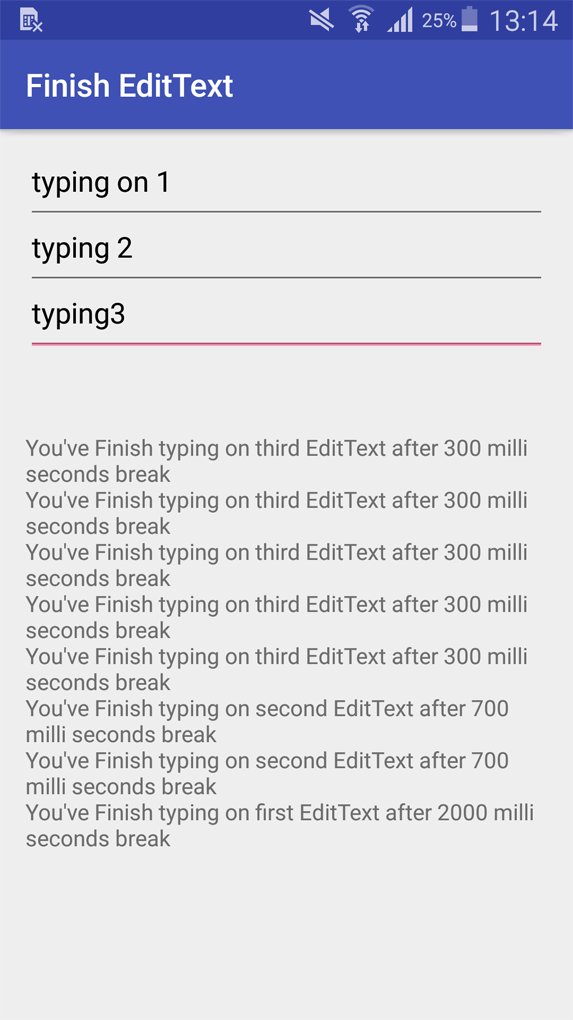 25% 13:14
Finish EditText
typing on 1
typing 2
typing3
You've Finish typing on third EditText after 300 milli
seconds break
You've Finish typing on third EditText after 300 milli
seconds break
You've Finish typing on third EditText after 300 milli
seconds break
You've Finish typing on third EditText after 300 milli
seconds break
You've Finish typing on third EditText after 300 milli
seconds break
You've Finish typing on second EditText after 700
milli seconds break
You've Finish typing on second EditText after 700
milli seconds break
You've Finish typing on first EditText after 2000 milli
seconds break